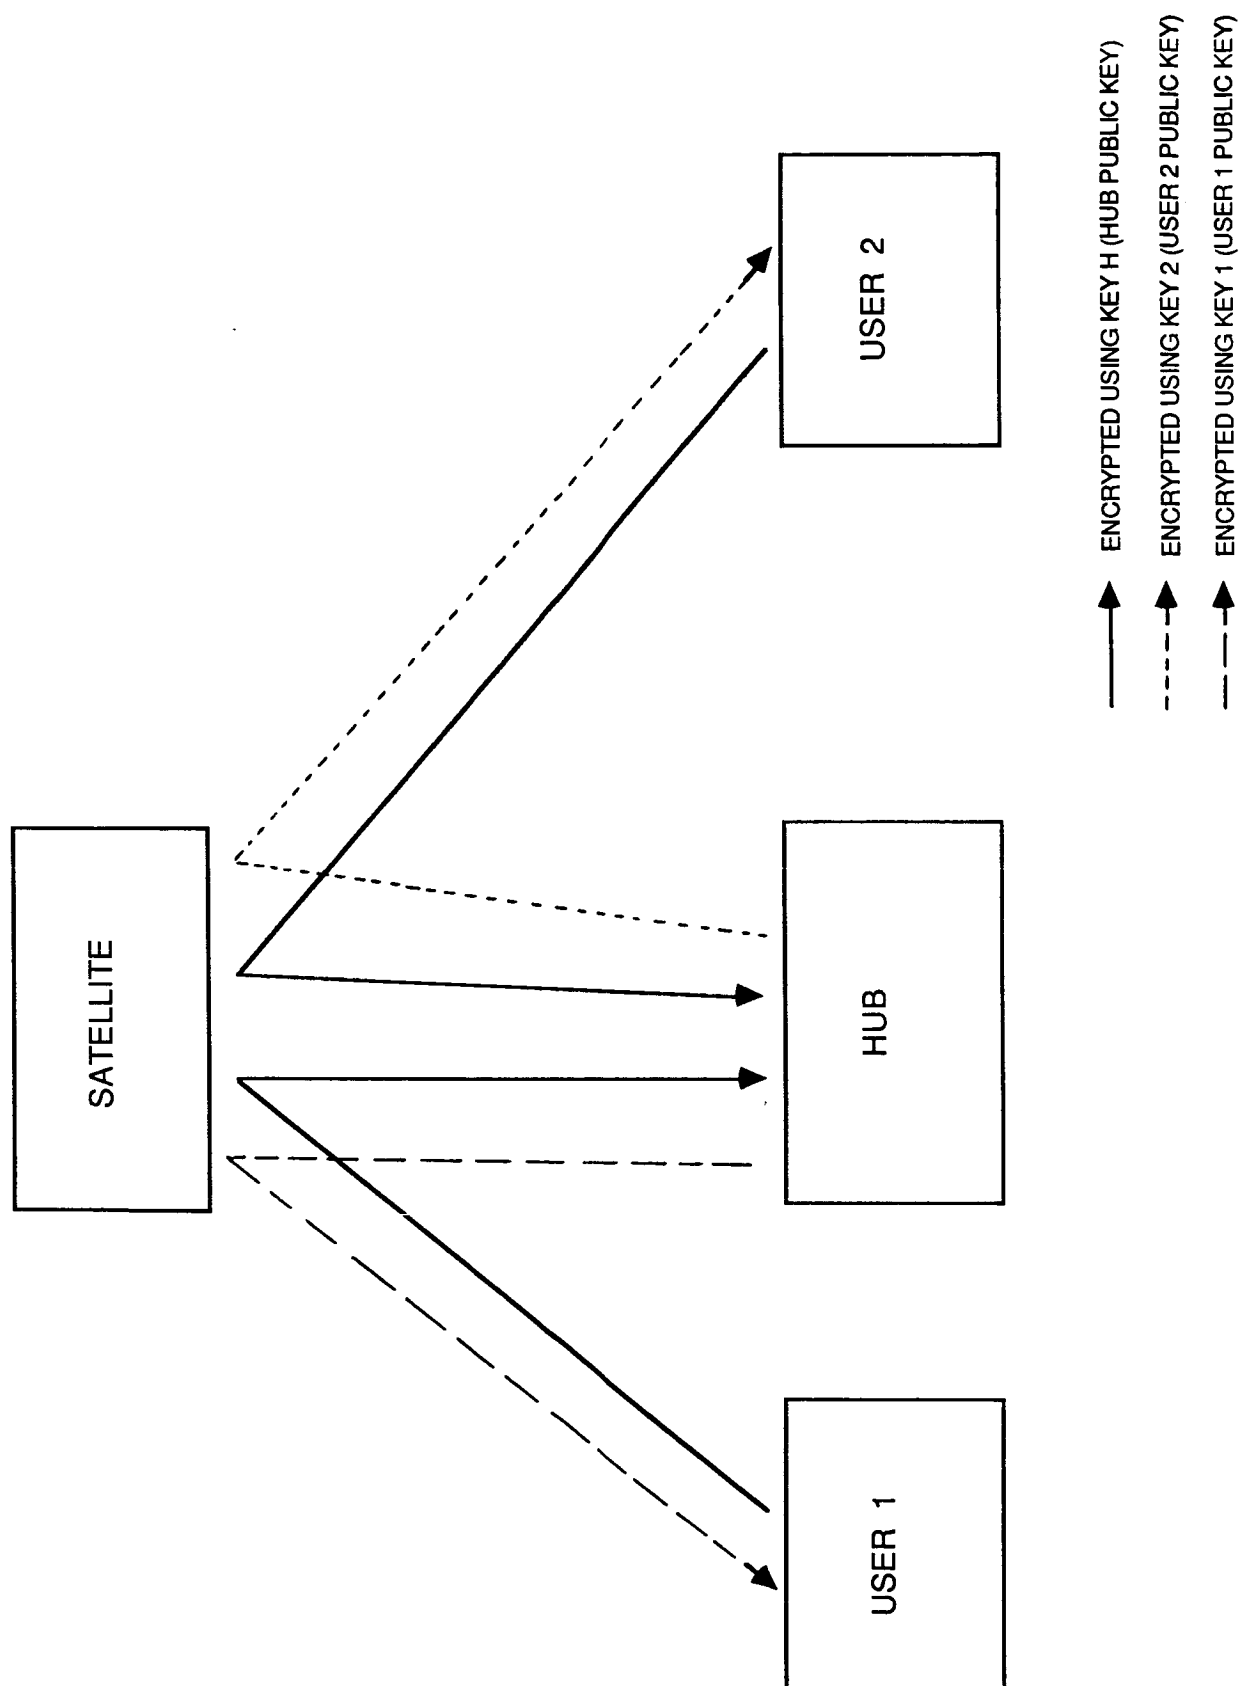 SATELLITE
USER 1
HUB
USER 2
ENCRYPTED USING KEY H (HUB PUBLIC KEY)
ENCRYPTED USING KEY 2 (USER 2 PUBLIC KEY)
ENCRYPTED USING KEY 1 (USER 1 PUBLIC KEY)